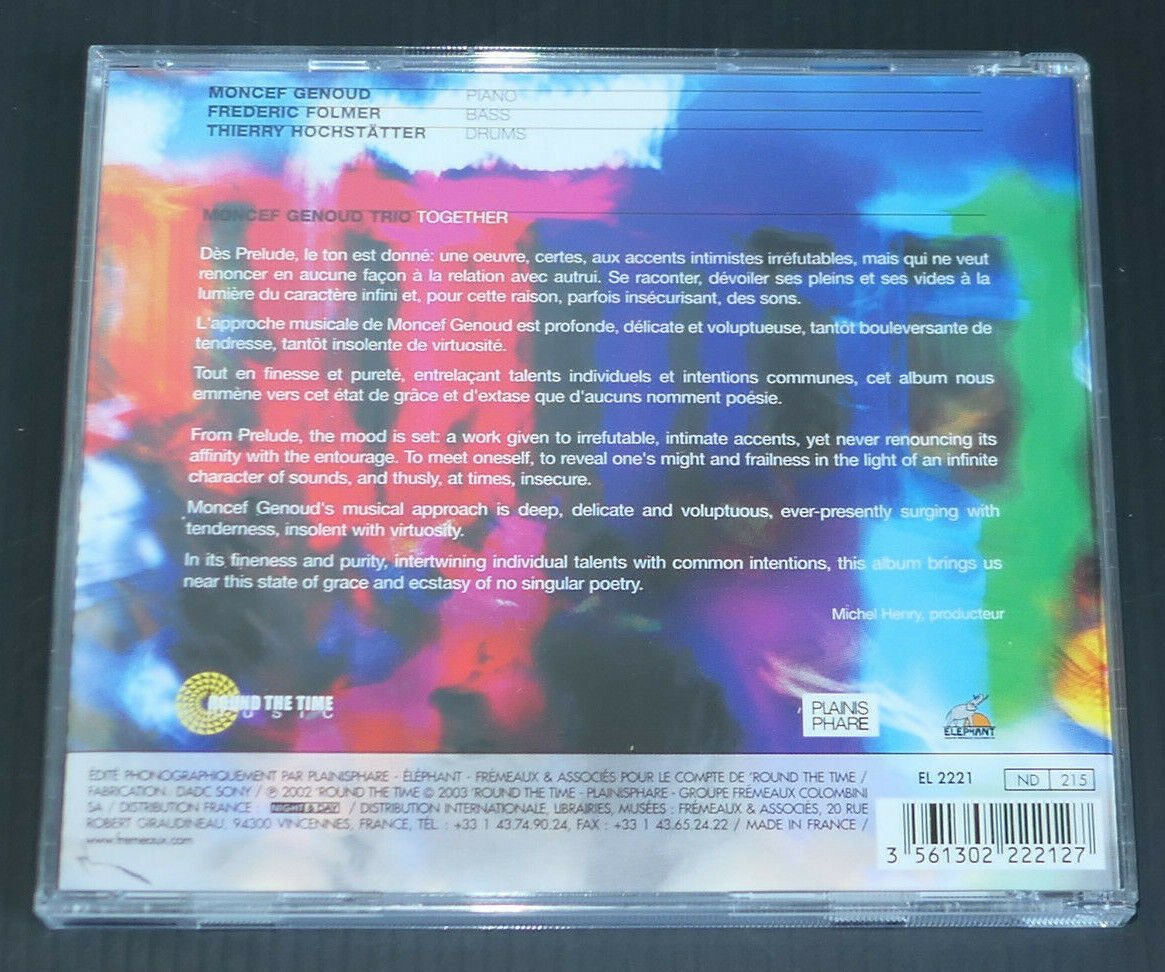 MONCEF GENOUD PIANO
FREDERIC FOLMER BASS
THIERRY HOCHSTÄTTER DRUMS
MONCEF GENOUD TRIO TOGETHER
Dès Prelude, le ton est donné: une oeuvre, certes, aux accents intimistes irréfutables, mais qui ne veut
renoncer en aucune façon à la relation avec autrui. Se raconter, dévoiler ses pleins et ses vides à la
lumière du caractère infini et, pour cette raison, parfois insécurisant, des sons.
L'approche musicale de Moncef Genoud est profonde, délicate et voluptueuse, tantôt bouleversante de
tendresse, tantôt insolente de virtuosité.
Tout en finesse et pureté, entrelaçant talents individuels et intentions communes, cet album nous
emmène vers cet état de grâce et d'extase que d'aucuns nomment poésie.
From Prelude, the mood is set: a work given to irrefutable, intimate accents, yet never renouncing its
affinity with the entourage. To meet oneself, to reveal one's might and frailness in the light of an infinite
character of sounds, and thusly, at times, insecure.
Moncef Genoud's musical approach is deep, delicate and voluptuous, ever-presently surging with
tenderness, insolent with virtuosity.
In its fineness and purity, intertwining individual talents with common intentions, this album brings us
near this state of grace and ecstasy of no singular poetry.
Michel Henry, producteur
ROUND THE TIME
MUSIC
PLAINIS
PHARE
ELEPHANT
ÉDITÉ PHONOGRAPHIQUEMENT PAR PLAINISPHARE - ÉLÉPHANT - FRÉMEAUX & ASSOCIÉS POUR LE COMPTE DE 'ROUND THE TIME /
FABRICATION : DADC SONY / ℗ 2002 'ROUND THE TIME © 2003 'ROUND THE TIME - PLAINISPHARE - GROUPE FRÉMEAUX COLOMBINI
SA / DISTRIBUTION FRANCE : NIGHT & DAY / DISTRIBUTION INTERNATIONALE, LIBRAIRIES, MUSÉES : FRÉMEAUX & ASSOCIÉS, 20 RUE
ROBERT GIRAUDINEAU, 94300 VINCENNES, FRANCE, TÉL : +33 1 43.74.90.24, FAX : +33 1 43.65.24.22 / MADE IN FRANCE /
www.fremeaux.com
EL 2221 ND 215
3 561302 222127